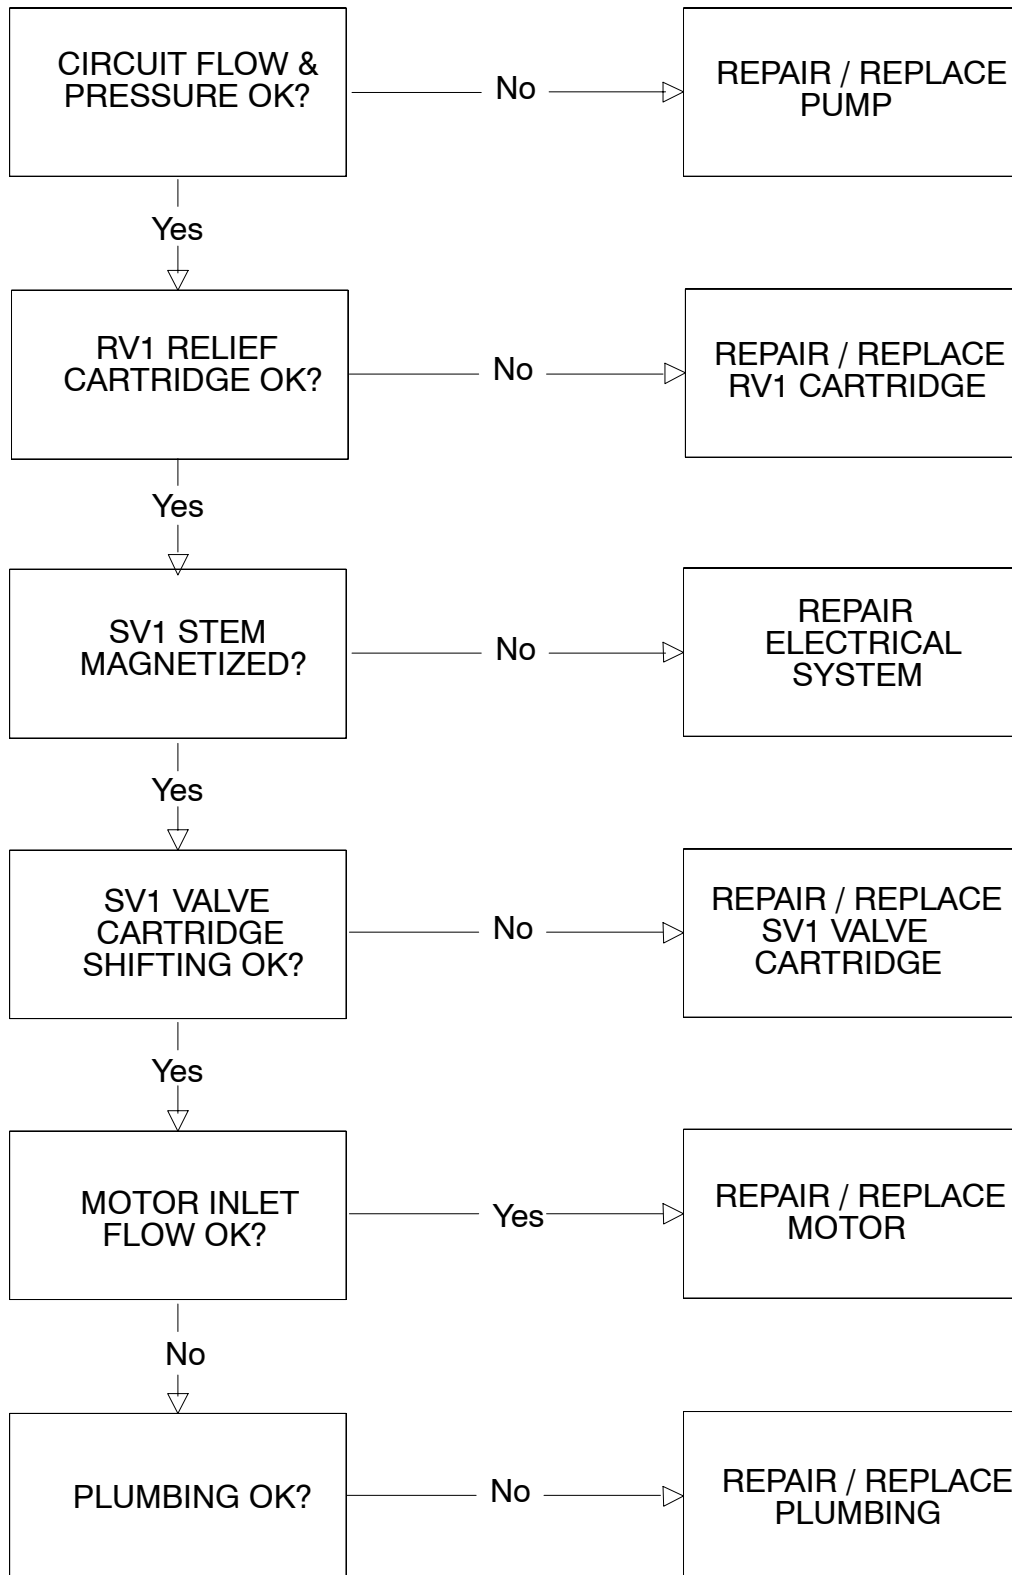 CIRCUIT FLOW &
PRESSURE OK?
No
REPAIR / REPLACE
PUMP
Yes
RV1 RELIEF
CARTRIDGE OK?
No
REPAIR / REPLACE
RV1 CARTRIDGE
Yes
SV1 STEM
MAGNETIZED?
No
REPAIR
ELECTRICAL
SYSTEM
Yes
SV1 VALVE
CARTRIDGE
SHIFTING OK?
No
REPAIR / REPLACE
SV1 VALVE
CARTRIDGE
Yes
MOTOR INLET
FLOW OK?
Yes
REPAIR / REPLACE
MOTOR
No
PLUMBING OK?
No
REPAIR / REPLACE
PLUMBING